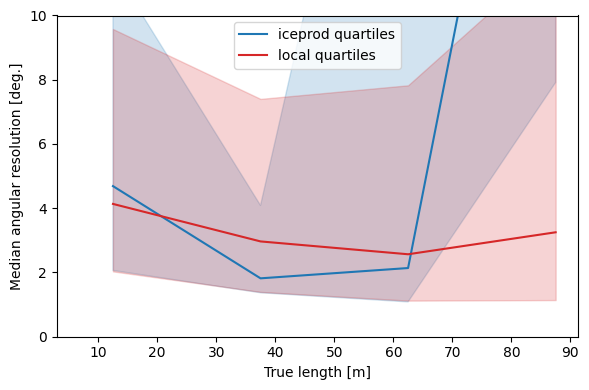 10
8
6
4
2
0
Median angular resolution [deg.]
iceprod quartiles
local quartiles
10 20 30 40 50 60 70 80 90
True length [m]